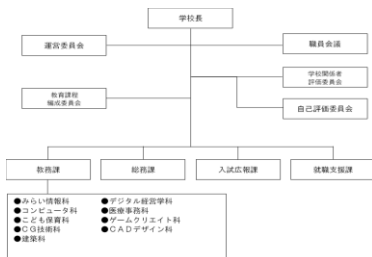 学校長
運営委員会
職員会議
学校関係者
評価委員会
教育課程
編成委員会
自己評価委員会
教務課
総務課
入試広報課
就職支援課
●みらい情報科
●デジタル経営学科
●コンピュータ科
●医療事務科
●こども保育科
●ゲームクリエイト科
●CG技術科
●CADデザイン科
●建築科